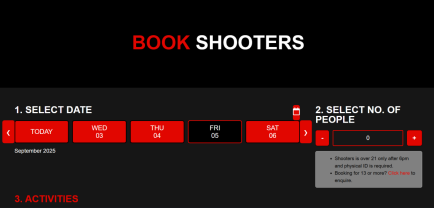 BOOK SHOOTERS
1. SELECT DATE
TODAY
WED
03
THU
04
FRI
05
SAT
06
September 2025
2. SELECT NO. OF
PEOPLE
-
0
+
Shooters is over 21 only after 8pm
and physical ID is required.
Booking for 13 or more? Click here to
enquire.
3. ACTIVITIES